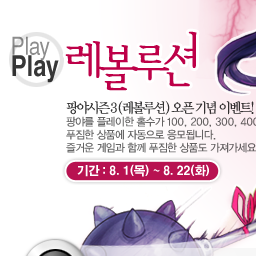 Play
Play
레볼루션
팡야시즌3(레볼루션) 오픈 기념 이벤트!
팡야를 플레이한 홀수가 100, 200, 300, 400
푸짐한 상품에 자동으로 응모됩니다.
즐거운 게임과 함께 푸짐한 상품도 가져가세요
기간 : 8. 1(목) ~ 8. 22(화)